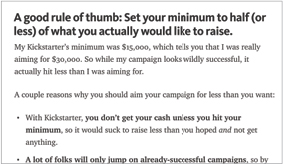 A good rule of thumb: Set your minimum to half (or
less) of what you actually would like to raise.
My Kickstarter's minimum was $15,000, which tells you that I was really
aiming for $30,000. So while my campaign looks wildly successful, it
actually hit less than I was aiming for.
A couple reasons why you should aim your campaign for less than you want:
• With Kickstarter, you don't get your cash unless you hit your
minimum, so it would suck to raise less than you hoped and not get
anything.
• A lot of folks will only jump on already-successful campaigns, so by